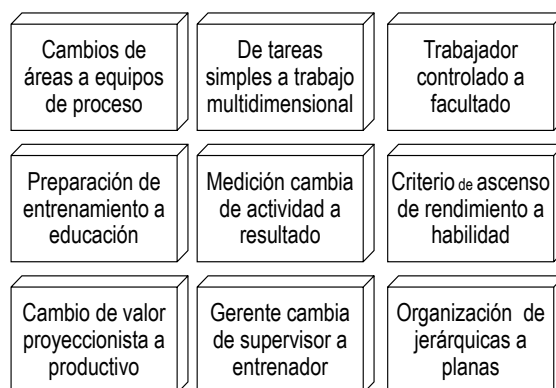 Cambios de
áreas a equipos
de proceso
De tareas
simples a trabajo
multidimensional
Trabajador
controlado a
facultado
Preparación de
entrenamiento a
educación
Medición cambia
de actividad a
resultado
Criterio de ascenso
de rendimiento a
habilidad
Cambio de valor
proyeccionista a
productivo
Gerente cambia
de supervisor a
entrenador
Organización de
jerárquicas a
planas